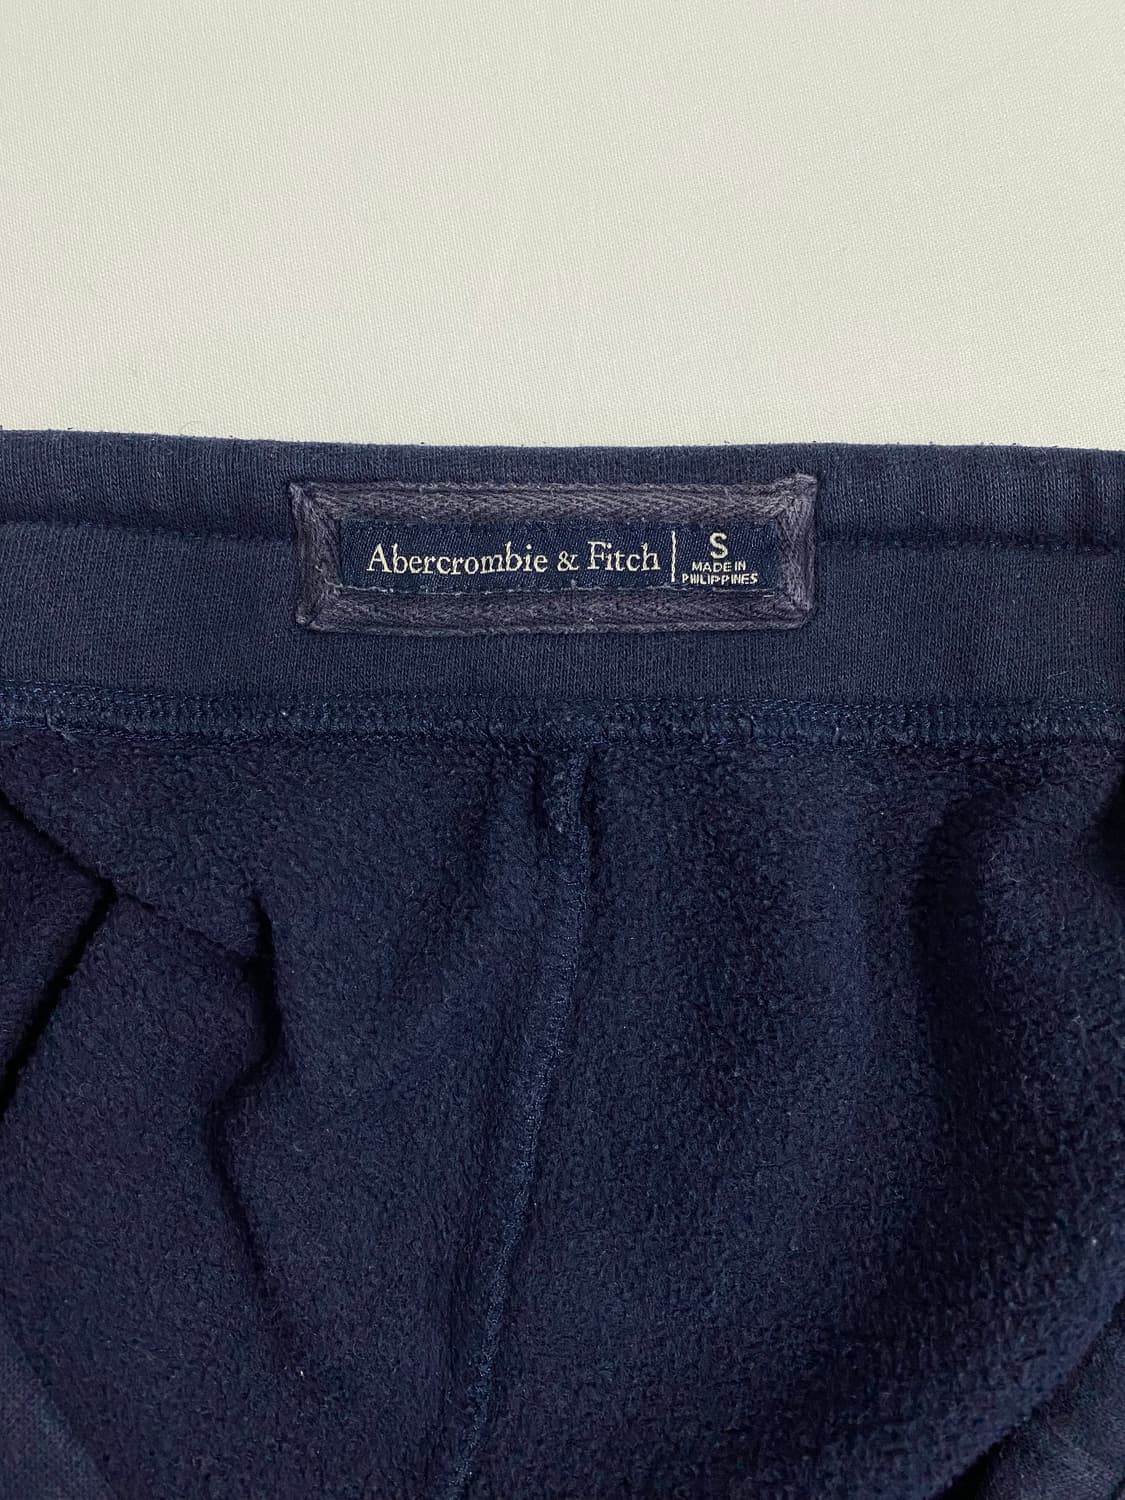 Abercrombie & Fitch
S
MADE IN
PHILIPPINES